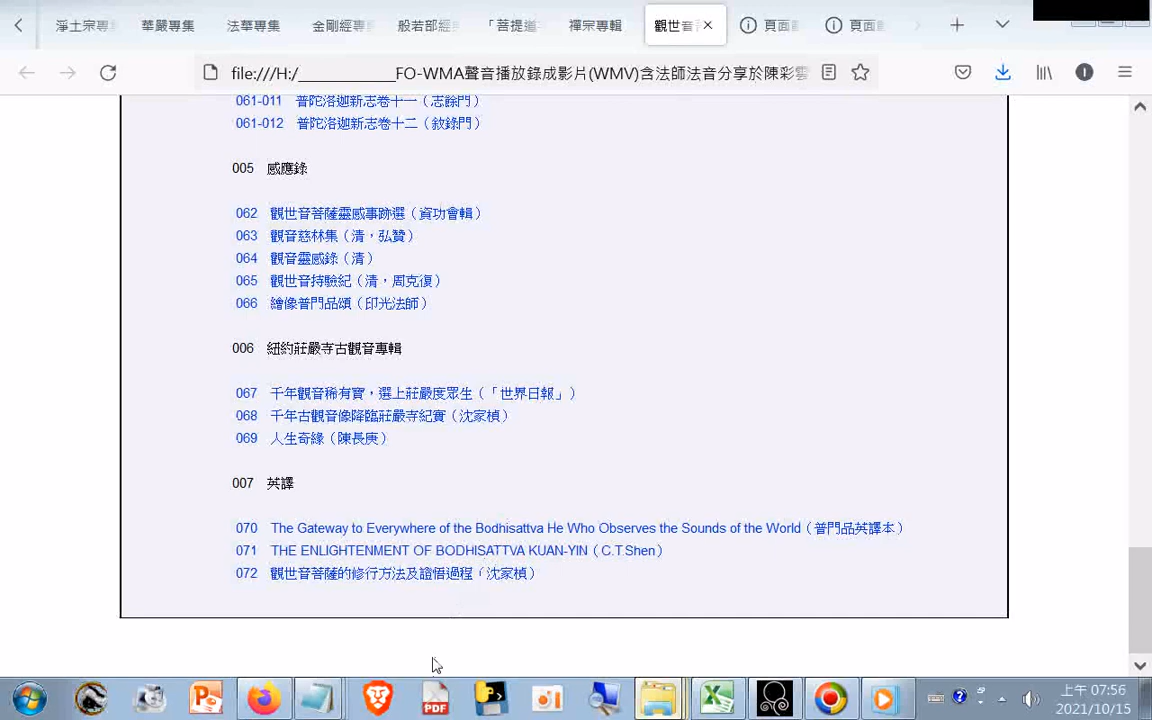 淨土宗專
華嚴專集
法華專集
金剛經專
般若部經
「菩提道
禪宗專輯
觀世音
頁面
頁面
file:///H:/____________FO-WMA聲音播放錄成影片(WMV)含法師法音分享於陳彩雲
061-011 普陀洛迦新志卷十一（志餘門）
061-012 普陀洛迦新志卷十二（敘錄門）
005 感應錄
062 觀世音菩薩靈感事跡選（資功會輯）
063 觀音慈林集（清，弘贊）
064 觀音靈感錄（清）
065 觀世音持驗紀（清，周克復）
066 繪像普門品頌（印光法師）
006 紐約莊嚴寺古觀音專輯
067 千年觀音稀有寶，選上莊嚴度眾生（「世界日報」）
068 千年古觀音像降臨莊嚴寺紀實（沈家楨）
069 人生奇緣（陳長庚）
007 英譯
070 The Gateway to Everywhere of the Bodhisattva He Who Observes the Sounds of the World（普門品英譯本）
071 THE ENLIGHTENMENT OF BODHISATTVA KUAN-YIN（C.T.Shen）
072 觀世音菩薩的修行方法及證悟過程「沈家楨）
PDF
上午 07:56
2021/10/15